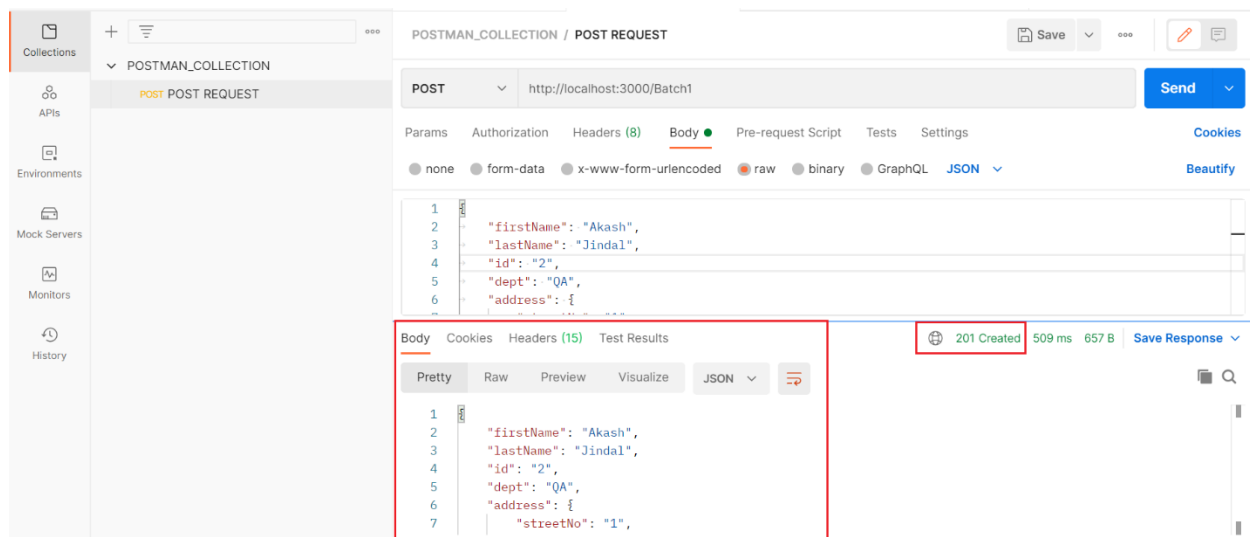 Collections
APIs
Environments
Mock Servers
Monitors
History
POSTMAN_COLLECTION
POST POST REQUEST
POSTMAN_COLLECTION / POST REQUEST
Save
POST http://localhost:3000/Batch1 Send
Params Authorization Headers (8) Body Pre-request Script Tests Settings Cookies
none form-data x-www-form-urlencoded raw binary GraphQL JSON Beautify
1 {
2 "firstName": "Akash",
3 "lastName": "Jindal",
4 "id": "2",
5 "dept": "QA",
6 "address": {
Body Cookies Headers (15) Test Results 201 Created 509 ms 657 B Save Response
Pretty Raw Preview Visualize JSON
1 {
2 "firstName": "Akash",
3 "lastName": "Jindal",
4 "id": "2",
5 "dept": "QA",
6 "address": {
7 "streetNo": "1",